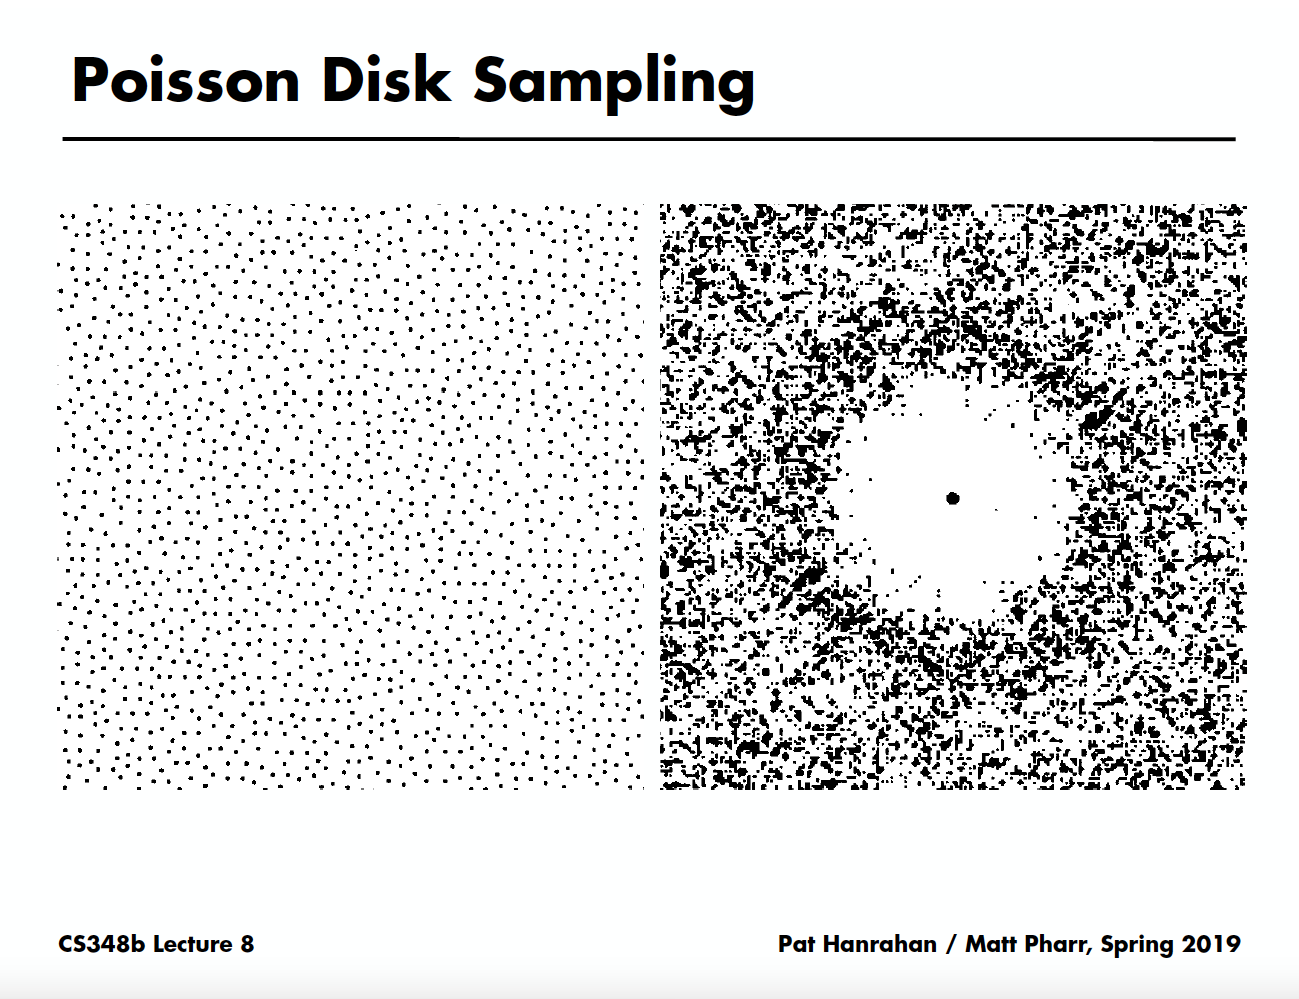 Poisson Disk Sampling
CS348b Lecture 8
Pat Hanrahan / Matt Pharr, Spring 2019